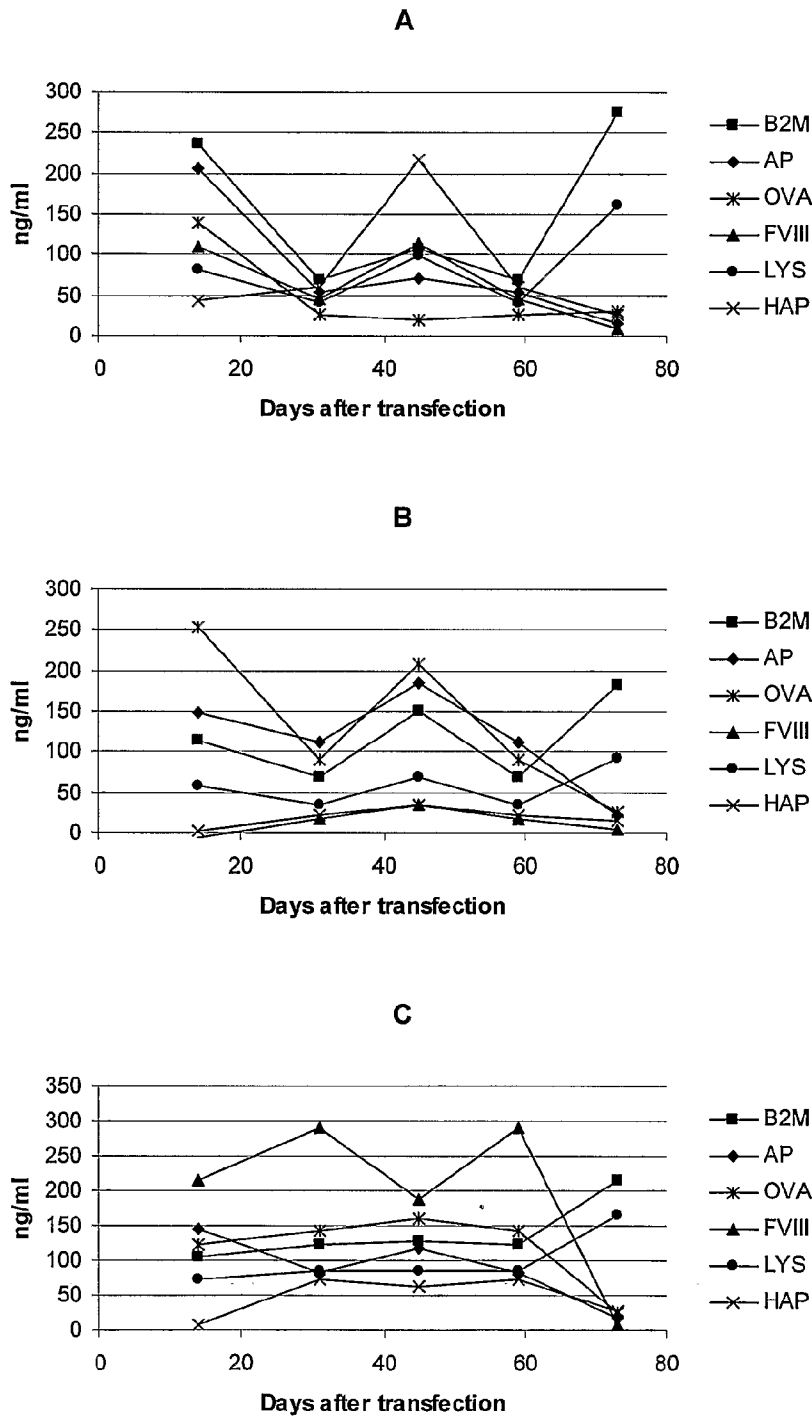 A
300
250
200
150
100
50
0
ng/ml
0 20 40 60 80
Days after transfection
B2M
AP
OVA
FVIII
LYS
HAP
B
300
250
200
150
100
50
0
ng/ml
0 20 40 60 80
Days after transfection
B2M
AP
OVA
FVIII
LYS
HAP
C
350
300
250
200
150
100
50
0
ng/ml
0 20 40 60 80
Days after transfection
B2M
AP
OVA
FVIII
LYS
HAP